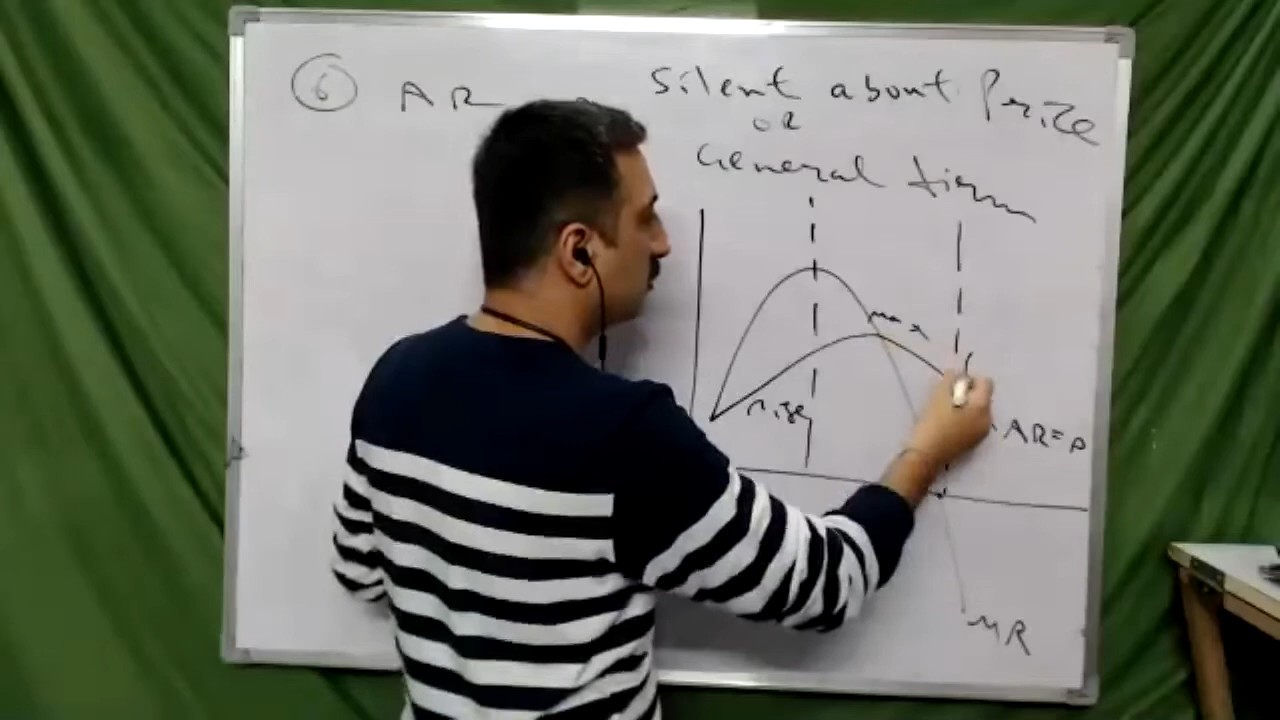 6 AR
Silent about Prize
OR
General firm
max
rise
AR=P
MR